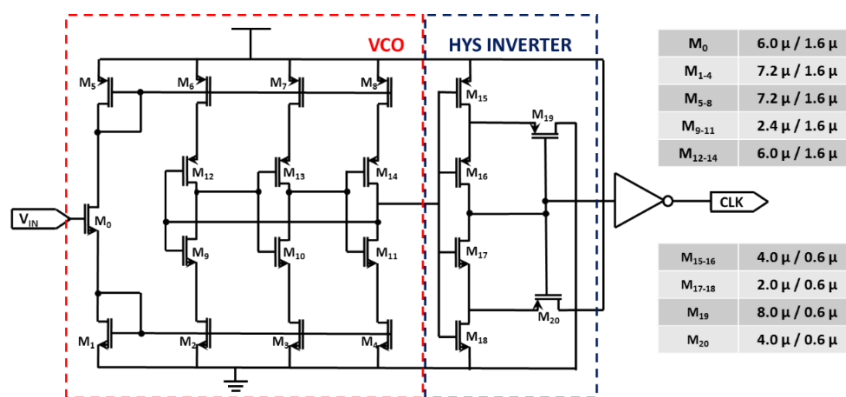 VCO
HYS INVERTER
M5
M6
M7
M8
M15
M19
M12
M13
M14
M16
VIN
M0
M9
M10
M11
M17
M20
M1
M2
M3
M4
M18
CLK
M0 6.0 µ / 1.6 µ
M1-4 7.2 µ / 1.6 µ
M5-8 7.2 µ / 1.6 µ
M9-11 2.4 µ / 1.6 µ
M12-14 6.0 µ / 1.6 µ
M15-16 4.0 µ / 0.6 µ
M17-18 2.0 µ / 0.6 µ
M19 8.0 µ / 0.6 µ
M20 4.0 µ / 0.6 µ